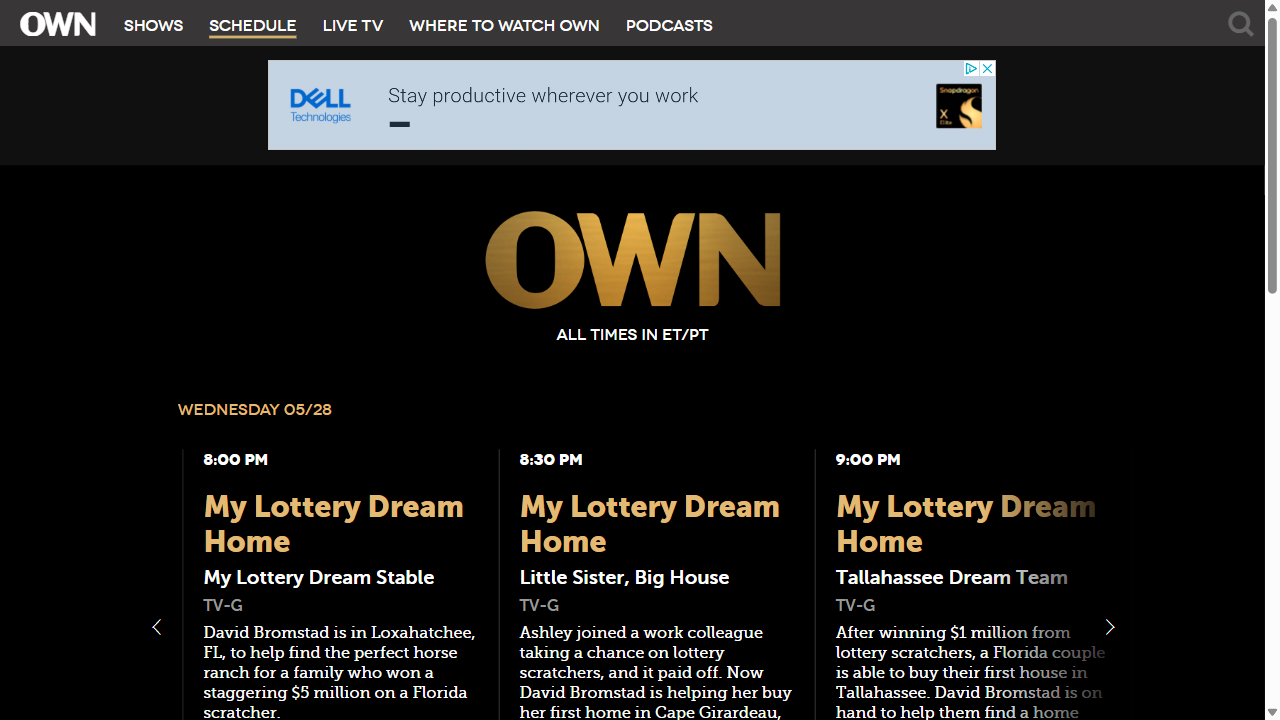 OWN SHOWS SCHEDULE LIVE TV WHERE TO WATCH OWN PODCASTS
DELL
Technologies
Stay productive wherever you work
Snapdragon
X
Elite
OWN
ALL TIMES IN ET/PT
WEDNESDAY 05/28
8:00 PM
My Lottery Dream
Home
My Lottery Dream Stable
TV-G
David Bromstad is in Loxahatchee,
FL, to help find the perfect horse
ranch for a family who won a
staggering $5 million on a Florida
scratcher.
8:30 PM
My Lottery Dream
Home
Little Sister, Big House
TV-G
Ashley joined a work colleague
taking a chance on lottery
scratchers, and it paid off. Now
David Bromstad is helping her buy
her first home in Cape Girardeau,
9:00 PM
My Lottery Dream
Home
Tallahassee Dream Team
TV-G
After winning $1 million from
lottery scratchers, a Florida couple
is able to buy their first house in
Tallahassee. David Bromstad is on
hand to help them find a home